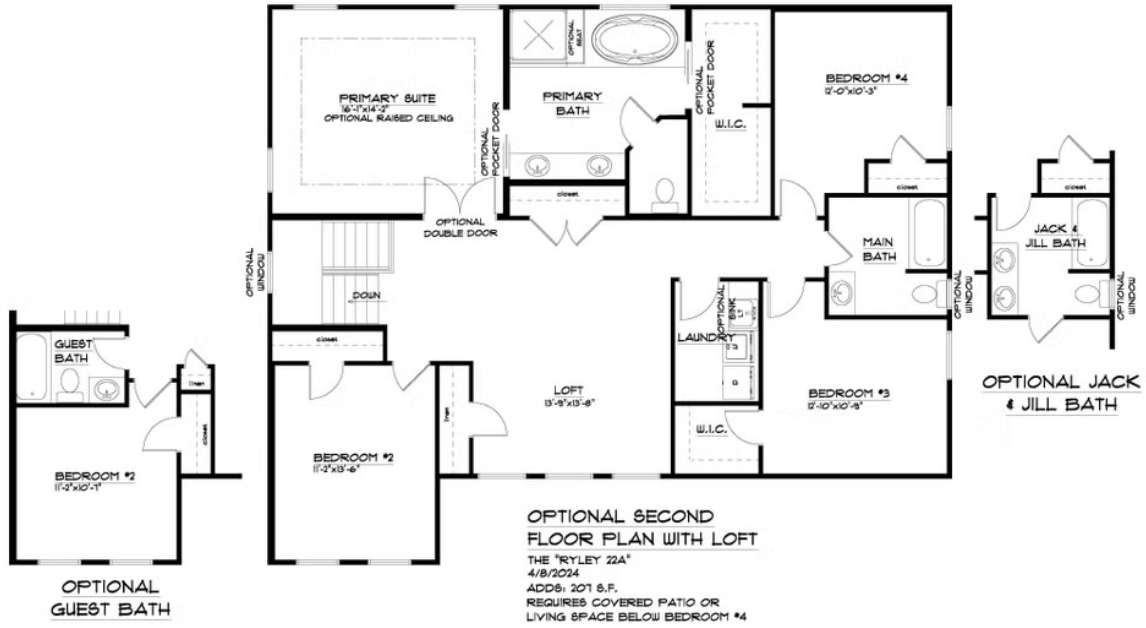 PRIMARY SUITE
16'-1"x14'-2"
OPTIONAL RAISED CEILING
OPTIONAL
POCKET DOOR
OPTIONAL
SEAT
PRIMARY
BATH
OPTIONAL
POCKET DOOR
W.I.C.
BEDROOM #4
12'-0"x10'-3"
closet
closet
OPTIONAL
DOUBLE DOOR
OPTIONAL
WINDOW
DOWN
MAIN
BATH
OPTIONAL
WINDOW
closet
JACK &
JILL BATH
OPTIONAL
WINDOW
OPTIONAL JACK
& JILL BATH
OPTIONAL
SINK
LT
LAUNDRY
W
D
closet
linen
LOFT
13'-9"x13'-8"
BEDROOM #3
12'-10"x10'-9"
W.I.C.
BEDROOM #2
11'-2"x13'-6"
GUEST
BATH
linen
closet
BEDROOM #2
11'-2"x10'-7"
OPTIONAL
GUEST BATH
OPTIONAL SECOND
FLOOR PLAN WITH LOFT
THE "RYLEY 22A"
4/8/2024
ADDS: 207 S.F.
REQUIRES COVERED PATIO OR
LIVING SPACE BELOW BEDROOM #4